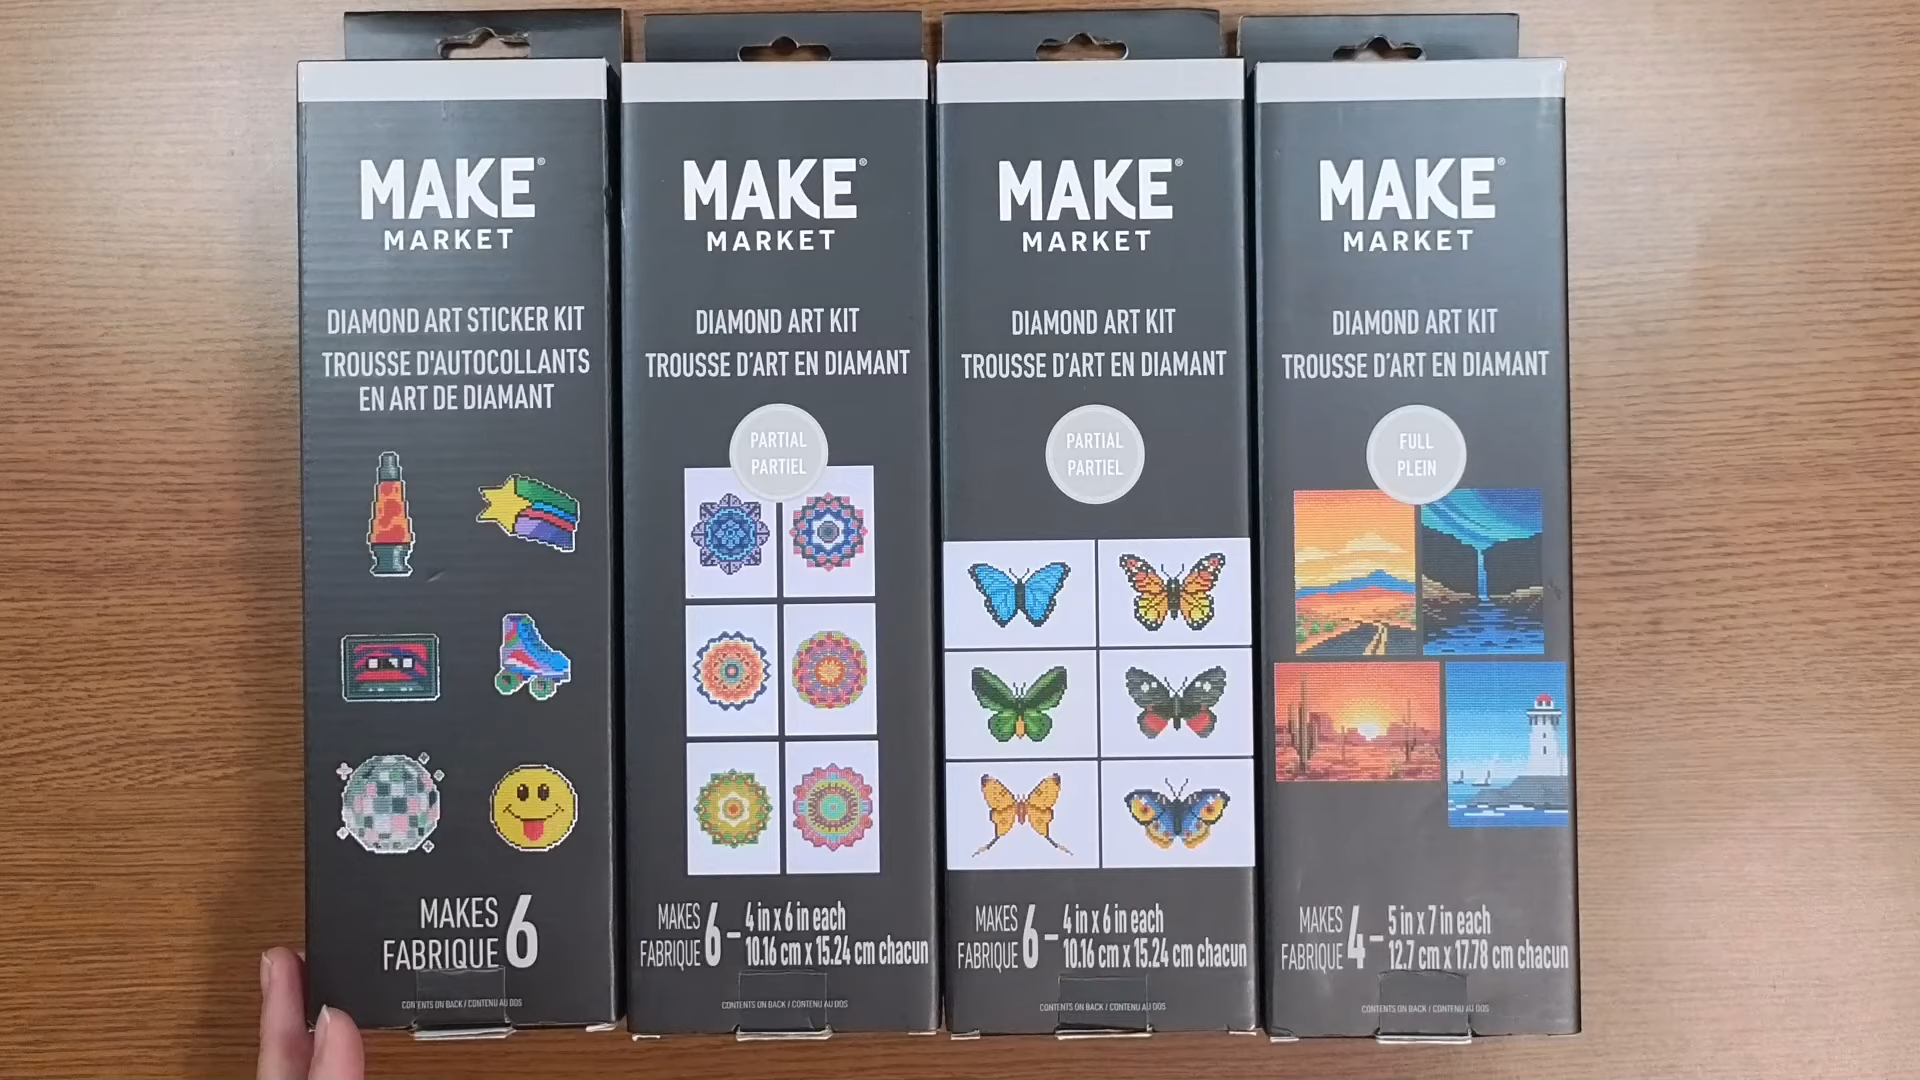 MAKE®
MARKET
DIAMOND ART STICKER KIT
TROUSSE D'AUTOCOLLANTS
EN ART DE DIAMANT
MAKES
FABRIQUE 6
CONTENTS ON BACK / CONTENU AU DOS
MAKE®
MARKET
DIAMOND ART KIT
TROUSSE D'ART EN DIAMANT
PARTIAL
PARTIEL
MAKES
FABRIQUE 6 – 4 in x 6 in each
10.16 cm x 15.24 cm chacun
CONTENTS ON BACK / CONTENU AU DOS
MAKE®
MARKET
DIAMOND ART KIT
TROUSSE D'ART EN DIAMANT
PARTIAL
PARTIEL
MAKES
FABRIQUE 6 – 4 in x 6 in each
10.16 cm x 15.24 cm chacun
CONTENTS ON BACK / CONTENU AU DOS
MAKE®
MARKET
DIAMOND ART KIT
TROUSSE D'ART EN DIAMANT
FULL
PLEIN
MAKES
FABRIQUE 4 – 5 in x 7 in each
12.7 cm x 17.78 cm chacun
CONTENTS ON BACK / CONTENU AU DOS